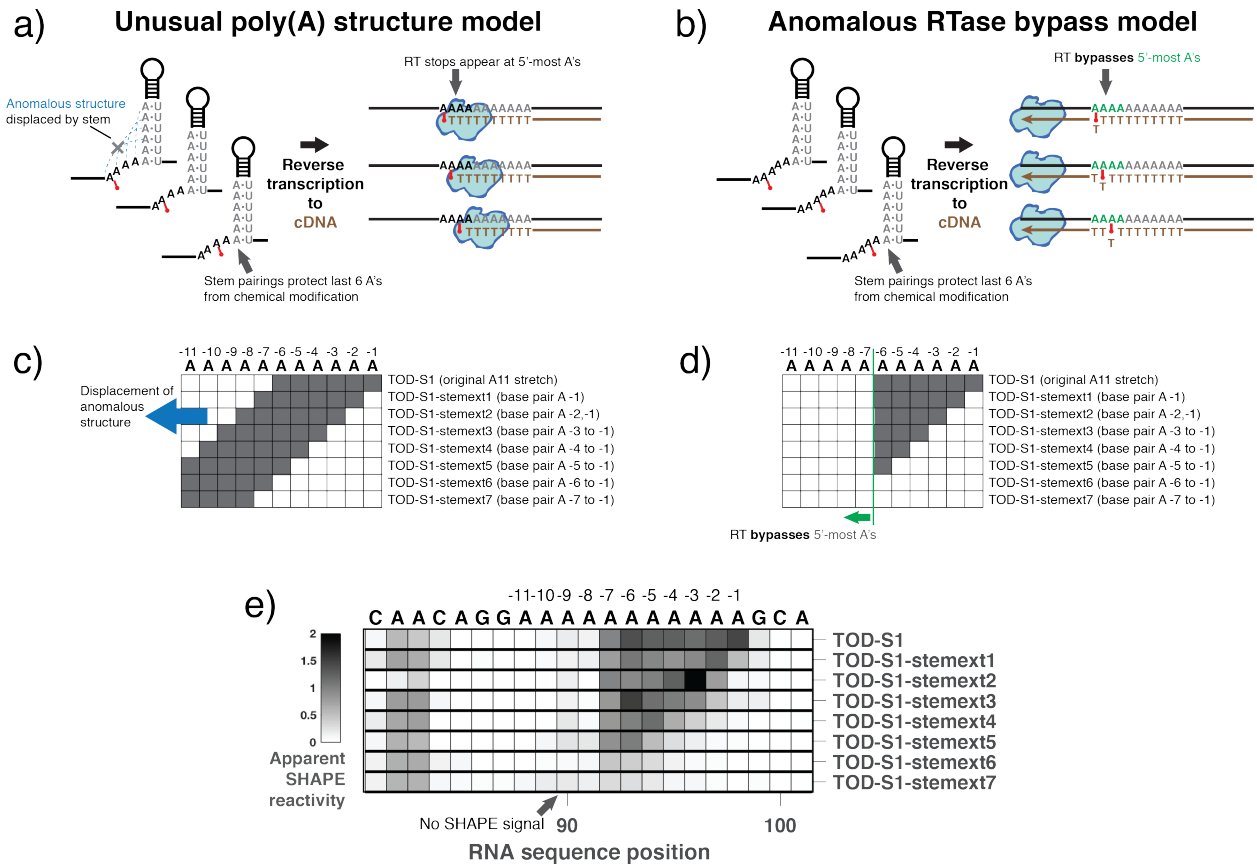 a)
Unusual poly(A) structure model
Anomalous structure
displaced by stem
A·U
A·U
A·U
A·U
A·U
A·U
A A A A A
Reverse
transcription
to
cDNA
RT stops appear at 5'-most A's
AAAAAAAAAAA
TTTTTTTTTT
AAAAAAAAAAA
TTTTTTTTT
AAAAAAAAAAA
TTTTTTTT
Stem pairings protect last 6 A's
from chemical modification
b)
Anomalous RTase bypass model
Reverse
transcription
to
cDNA
RT bypasses 5'-most A's
AAAAAAAAAAA
T
AAAAAAAAAAA
T
AAAAAAAAAAA
T
Stem pairings protect last 6 A's
from chemical modification
c)
-11 -10 -9 -8 -7 -6 -5 -4 -3 -2 -1
A A A A A A A A A A A
Displacement of
anomalous
structure
TOD-S1 (original A11 stretch)
TOD-S1-stemext1 (base pair A -1)
TOD-S1-stemext2 (base pair A -2,-1)
TOD-S1-stemext3 (base pair A -3 to -1)
TOD-S1-stemext4 (base pair A -4 to -1)
TOD-S1-stemext5 (base pair A -5 to -1)
TOD-S1-stemext6 (base pair A -6 to -1)
TOD-S1-stemext7 (base pair A -7 to -1)
d)
-11 -10 -9 -8 -7 -6 -5 -4 -3 -2 -1
A A A A A A A A A A A
TOD-S1 (original A11 stretch)
TOD-S1-stemext1 (base pair A -1)
TOD-S1-stemext2 (base pair A -2,-1)
TOD-S1-stemext3 (base pair A -3 to -1)
TOD-S1-stemext4 (base pair A -4 to -1)
TOD-S1-stemext5 (base pair A -5 to -1)
TOD-S1-stemext6 (base pair A -6 to -1)
TOD-S1-stemext7 (base pair A -7 to -1)
RT bypasses 5'-most A's
e)
-11 -10 -9 -8 -7 -6 -5 -4 -3 -2 -1
C A A C A G G A A A A A A A A A A A G C A
2
1.5
1
0.5
0
Apparent
SHAPE
reactivity
TOD-S1
TOD-S1-stemext1
TOD-S1-stemext2
TOD-S1-stemext3
TOD-S1-stemext4
TOD-S1-stemext5
TOD-S1-stemext6
TOD-S1-stemext7
No SHAPE signal
90
100
RNA sequence position